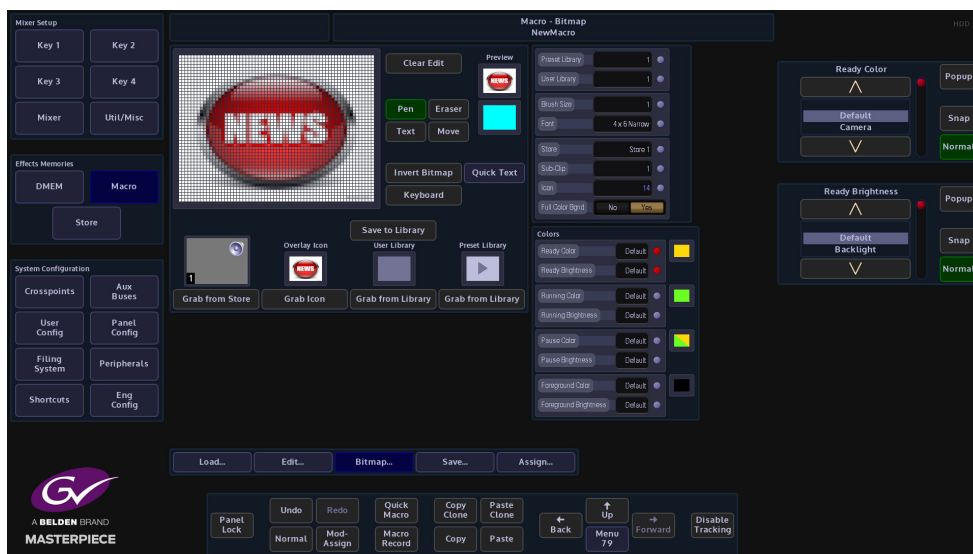 Mixer Setup
Key 1
Key 2
Key 3
Key 4
Mixer
Util/Misc
Effects Memories
DMEM
Macro
Store
System Configuration
Crosspoints
Aux
Buses
User
Config
Panel
Config
Filing
System
Peripherals
Shortcuts
Eng
Config
GV
A BELDEN BRAND
MASTERPIECE
Macro - Bitmap
NewMacro
HDD
NEWS
Clear Edit
Preview
NEWS
Pen
Eraser
Text
Move
Invert Bitmap
Quick Text
Keyboard
Save to Library
Overlay Icon
User Library
Preset Library
1
NEWS
Grab from Store
Grab Icon
Grab from Library
Grab from Library
Preset Library 1
User Library 1
Brush Size 1
Font 4 x 6 Narrow
Store Store 1
Sub-Clip 1
Icon 14
Full Color Bgnd No Yes
Colors
Ready Color Default
Ready Brightness Default
Running Color Default
Running Brightness Default
Pause Color Default
Pause Brightness Default
Foreground Color Default
Foreground Brightness Default
Ready Color
Default
Camera
Popup
Snap
Normal
Ready Brightness
Default
Backlight
Popup
Snap
Normal
Load...
Edit...
Bitmap...
Save...
Assign...
Panel
Lock
Undo
Redo
Normal
Mod-
Assign
Quick
Macro
Macro
Record
Copy
Clone
Paste
Clone
Copy
Paste
Back
Up
Menu
79
Forward
Disable
Tracking